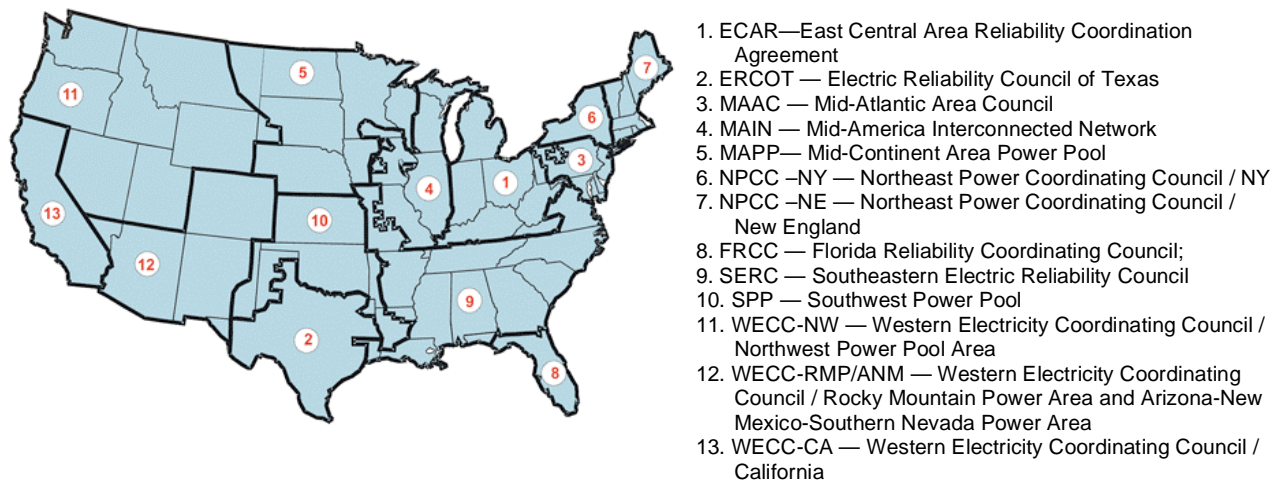 1. ECAR—East Central Area Reliability Coordination
Agreement
2. ERCOT — Electric Reliability Council of Texas
3. MAAC — Mid-Atlantic Area Council
4. MAIN — Mid-America Interconnected Network
5. MAPP— Mid-Continent Area Power Pool
6. NPCC –NY — Northeast Power Coordinating Council / NY
7. NPCC –NE — Northeast Power Coordinating Council /
New England
8. FRCC — Florida Reliability Coordinating Council;
9. SERC — Southeastern Electric Reliability Council
10. SPP — Southwest Power Pool
11. WECC-NW — Western Electricity Coordinating Council /
Northwest Power Pool Area
12. WECC-RMP/ANM — Western Electricity Coordinating
Council / Rocky Mountain Power Area and Arizona-New
Mexico-Southern Nevada Power Area
13. WECC-CA — Western Electricity Coordinating Council /
California
7
5
11
6
3
4
1
13
10
12
9
2
8